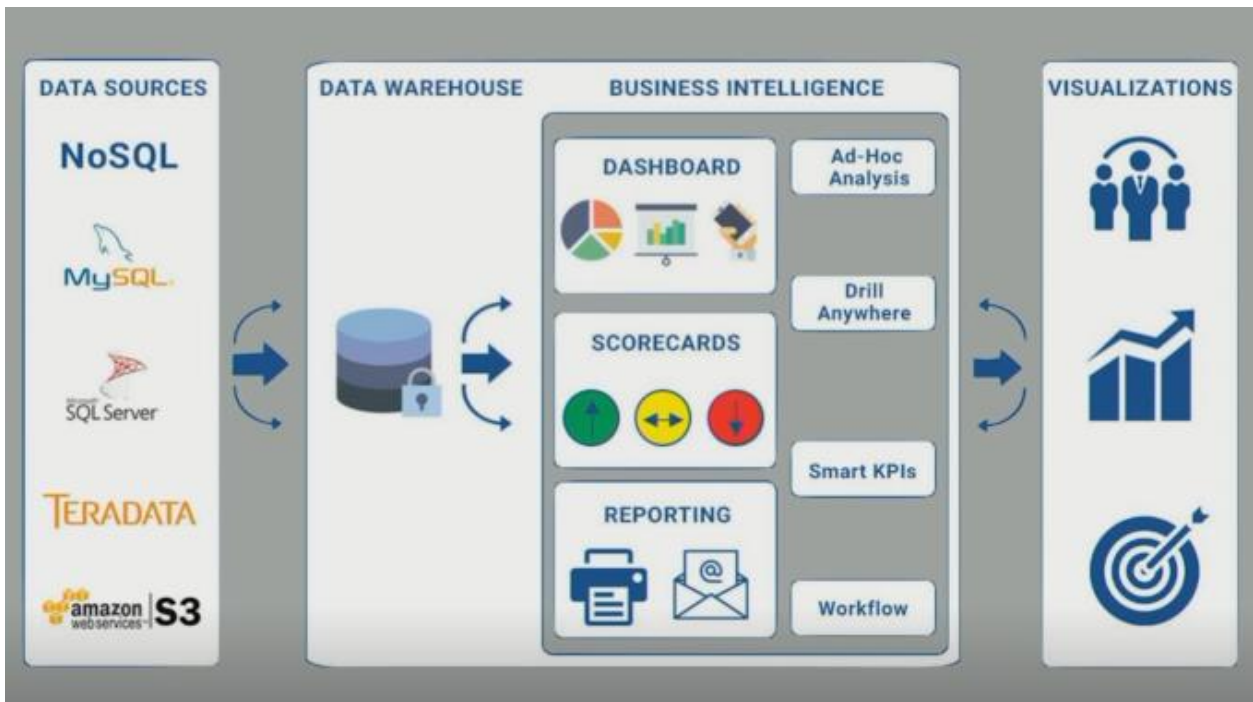 DATA SOURCES
NoSQL
MySQL
Microsoft
SQL Server
TERADATA
amazon
web services
S3
DATA WAREHOUSE
BUSINESS INTELLIGENCE
DASHBOARD
SCORECARDS
REPORTING
@
Ad-Hoc
Analysis
Drill
Anywhere
Smart KPIs
Workflow
VISUALIZATIONS